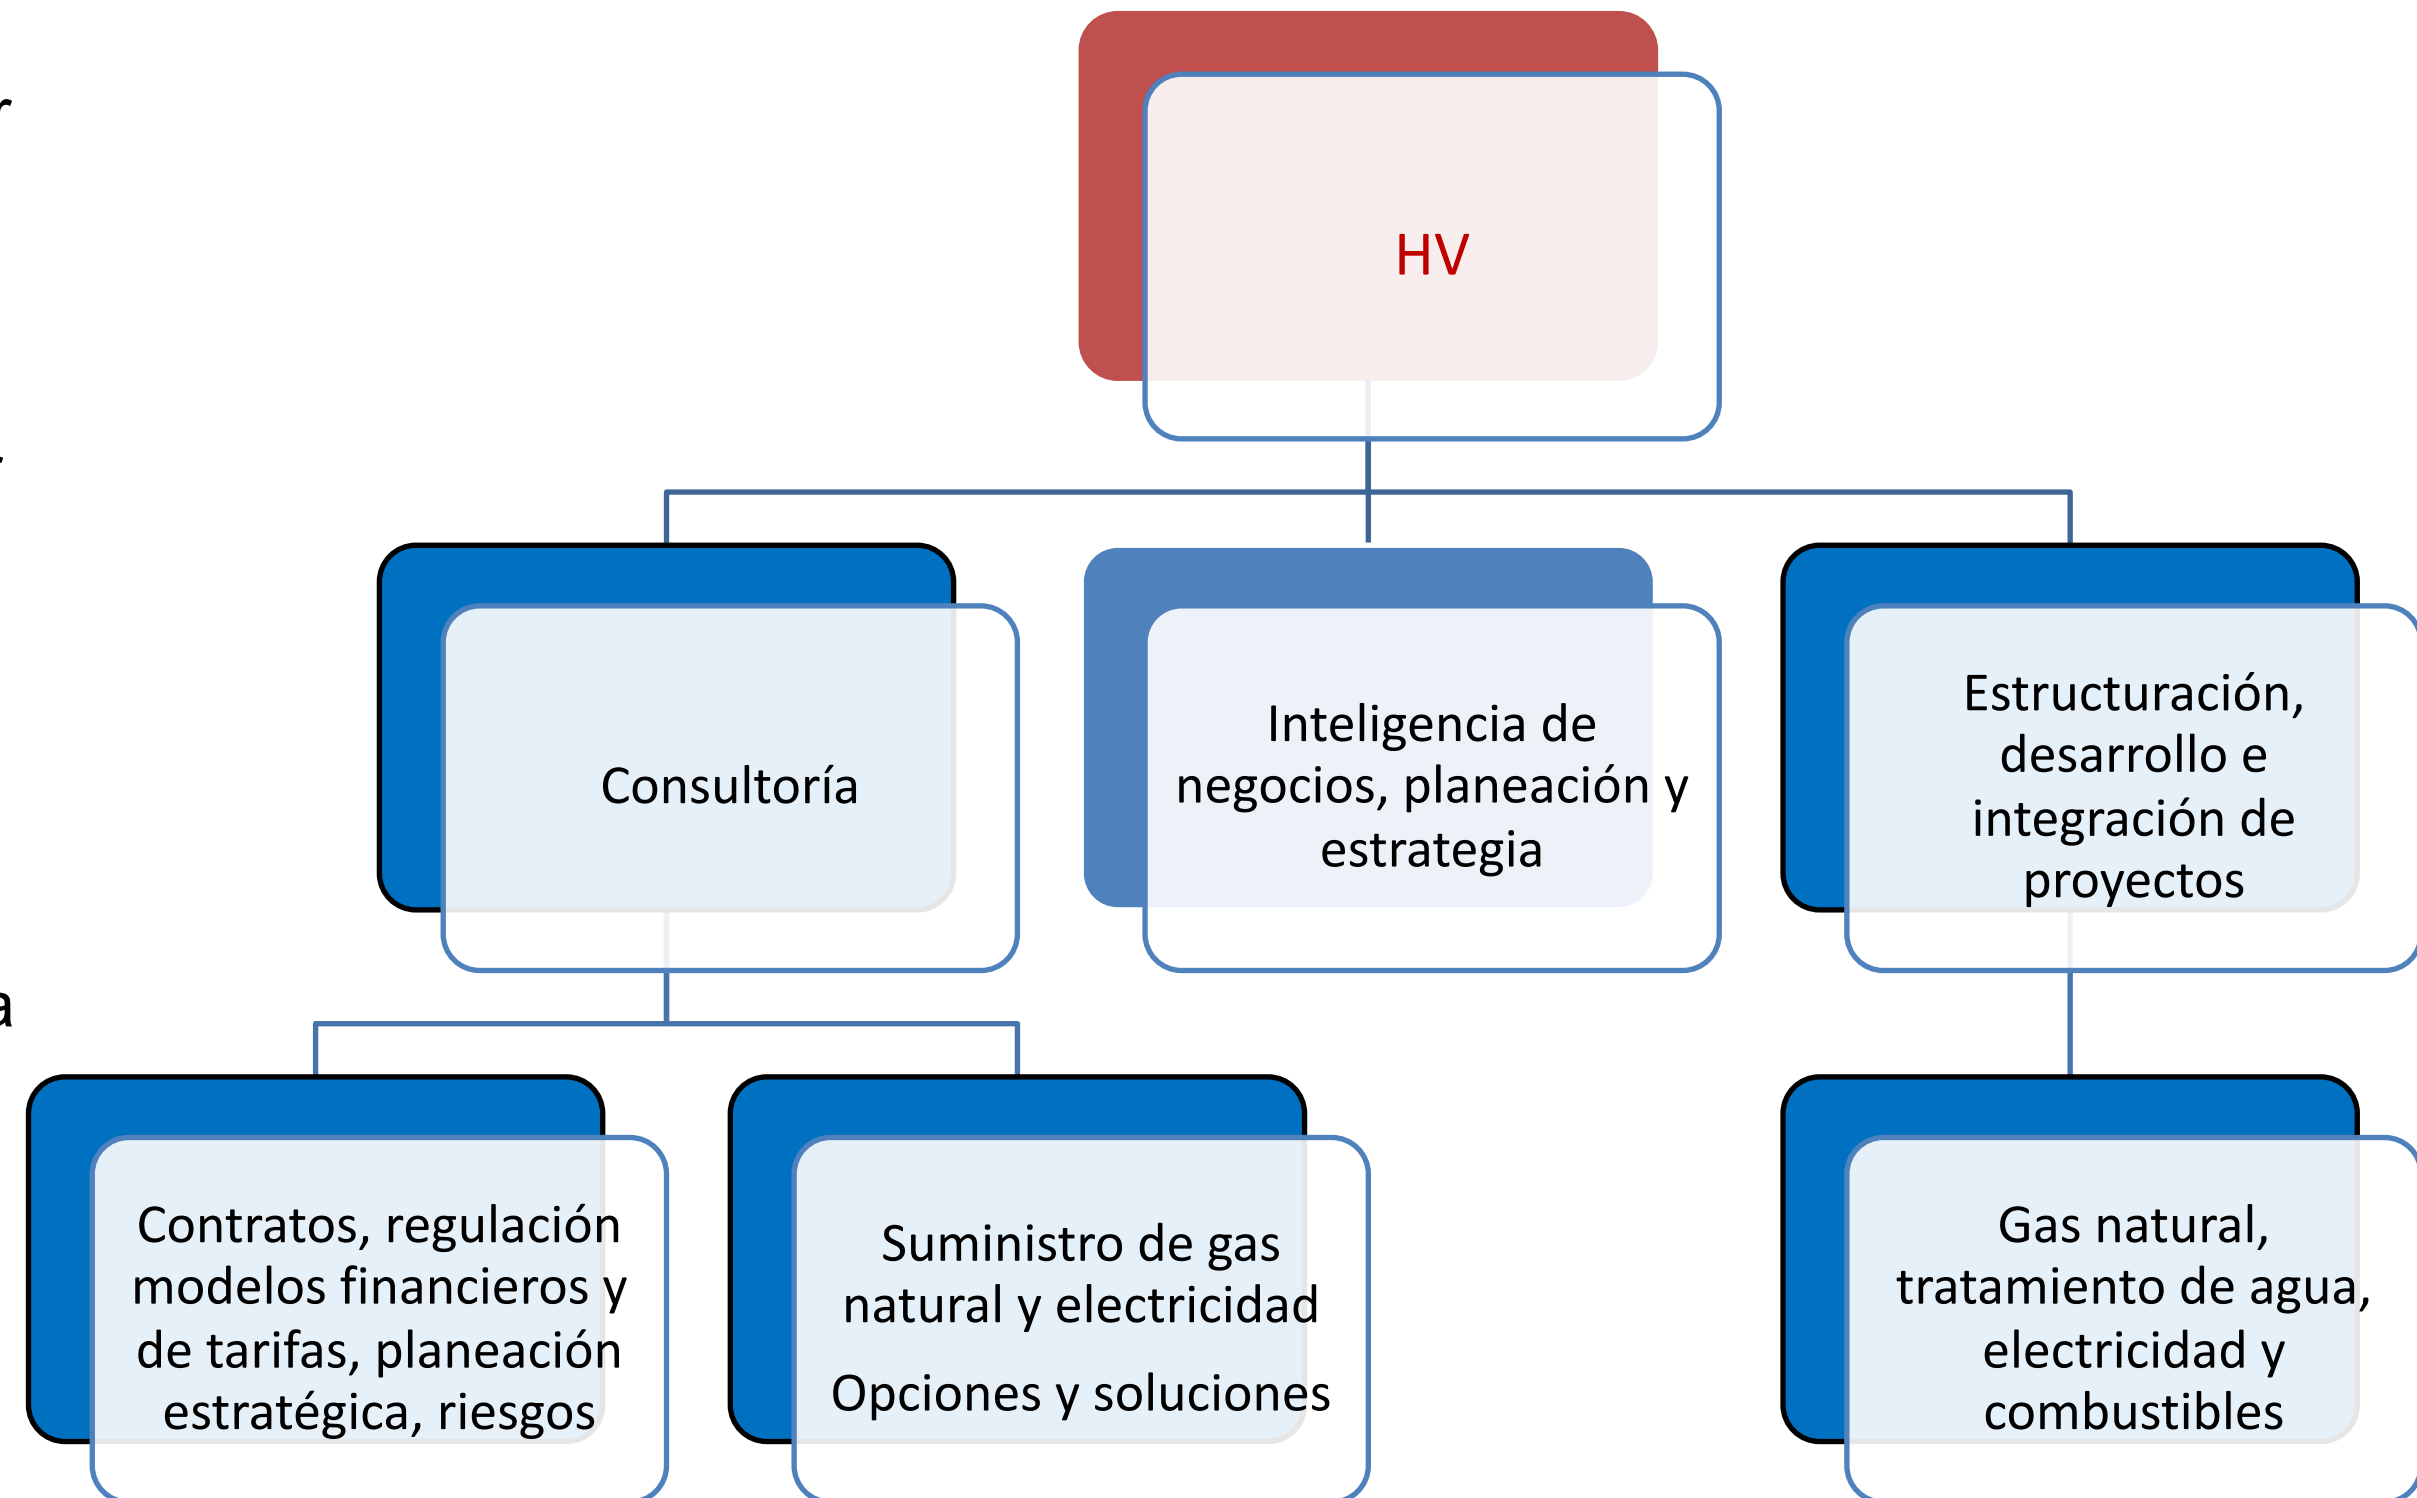 HV
Consultoría
Inteligencia de
negocios, planeación y
estrategia
Estructuración,
desarrollo e
integración de
proyectos
Contratos, regulación
modelos financieros y
de tarifas, planeación
estratégica, riesgos
Suministro de gas
natural y electricidad
Opciones y soluciones
Gas natural,
tratamiento de agua,
electricidad y
combustibles